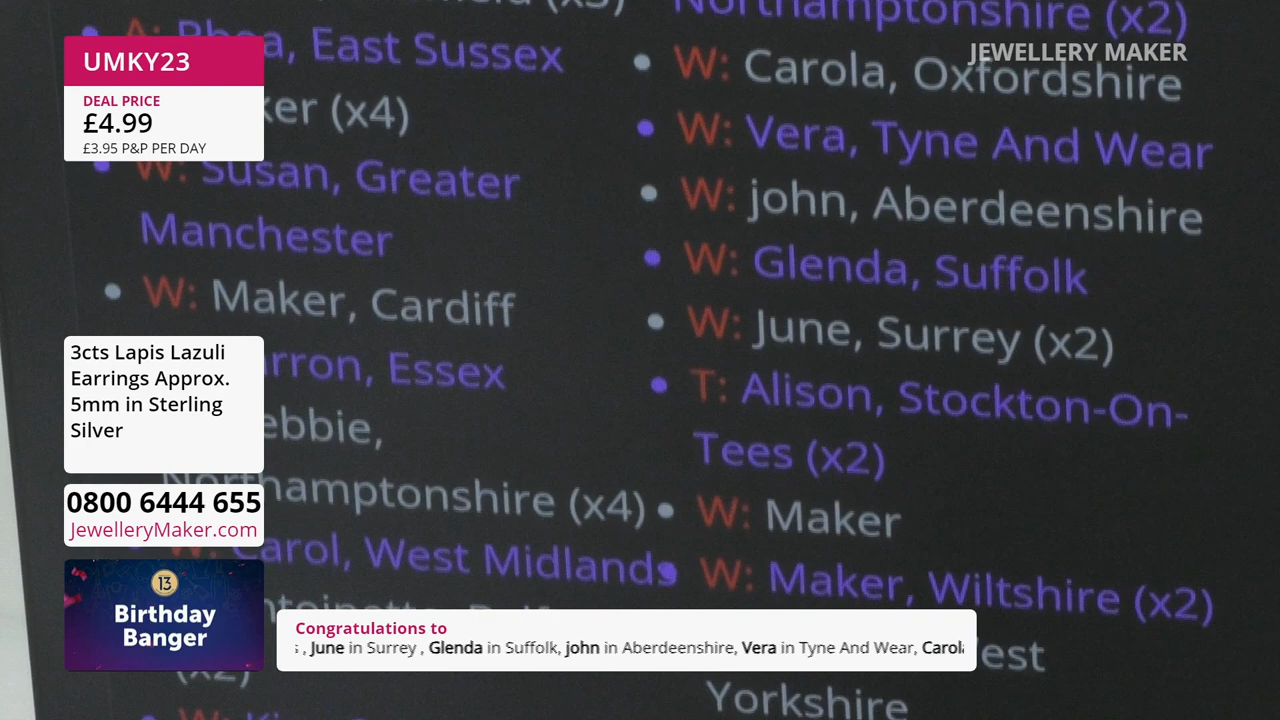 Northamptonshire (x2)
JEWELLERY MAKER
UMKY23
DEAL PRICE
£4.99
£3.95 P&P PER DAY
A: Rhea, East Sussex
(x4)
W: Susan, Greater
Manchester
W: Maker, Cardiff
Essex
Northamptonshire (x4)
W: Carol, West Midlands
(x2)
W:
W: Carola, Oxfordshire
W: Vera, Tyne And Wear
W: john, Aberdeenshire
W: Glenda, Suffolk
W: June, Surrey (x2)
T: Alison, Stockton-On-
Tees (x2)
W: Maker
W: Maker, Wiltshire (x2)
Yorkshire
3cts Lapis Lazuli
Earrings Approx.
5mm in Sterling
Silver
0800 6444 655
JewelleryMaker.com
13
Birthday
Banger
Congratulations to
, June in Surrey , Glenda in Suffolk, john in Aberdeenshire, Vera in Tyne And Wear, Carola